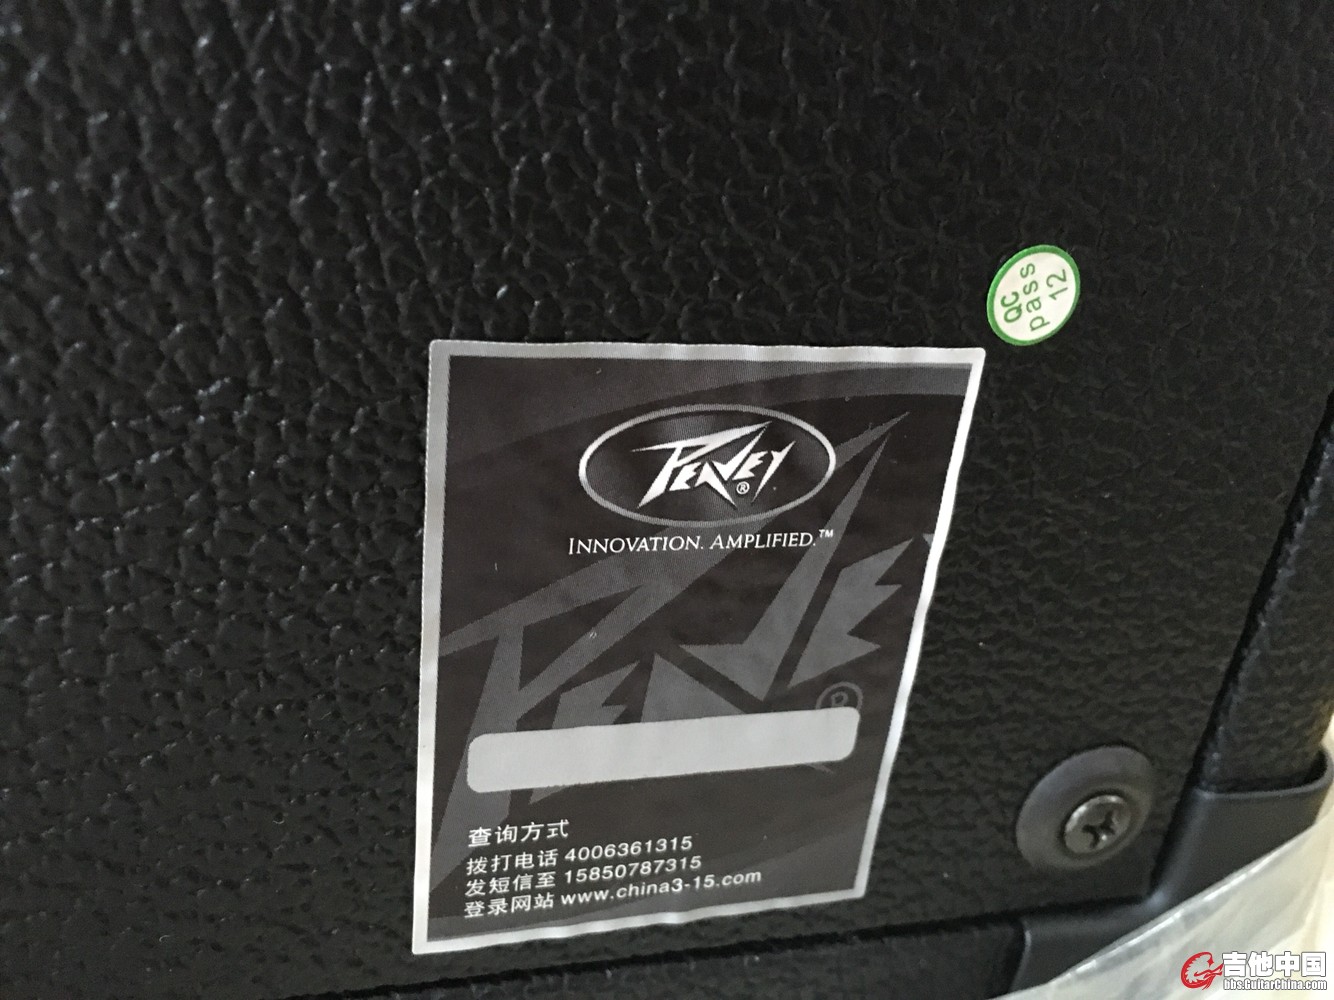 QC
pass
12
PEAVEY®
INNOVATION. AMPLIFIED.™
PEAVEY
®
查询方式
拨打电话 4006361315
发短信至 15850787315
登录网站 www.china3-15.com
吉他中国
bbs.GuitarChina.com